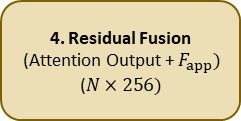 4. Residual Fusion
(Attention Output + F_app)
(N × 256)